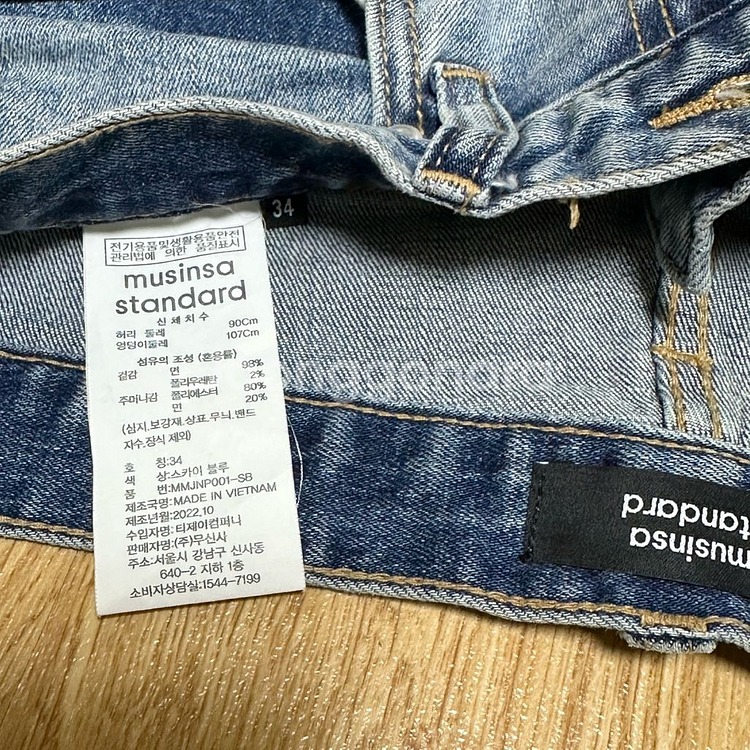 34
전기용품및생활용품안전
관리법에 의한 품질표시
musinsa
standard
신체치수
허리 둘레 90Cm
엉덩이둘레 107Cm
섬유의 조성 (혼용률)
겉감 면 98%
폴리우레탄 2%
주머니감 폴리에스터 80%
면 20%
(심지,보강재,상표,무늬,밴드
자수,장식 제외)
호 칭:34
색 상:스카이 블루
품 번:MMJNP001-SB
제조국명:MADE IN VIETNAM
제조년월:2022.10
수입자명:티제이컴퍼니
판매자명:(주)무신사
주소:서울시 강남구 신사동
640-2 지하 1층
소비자상담실:1544-7199
musinsa
tandard